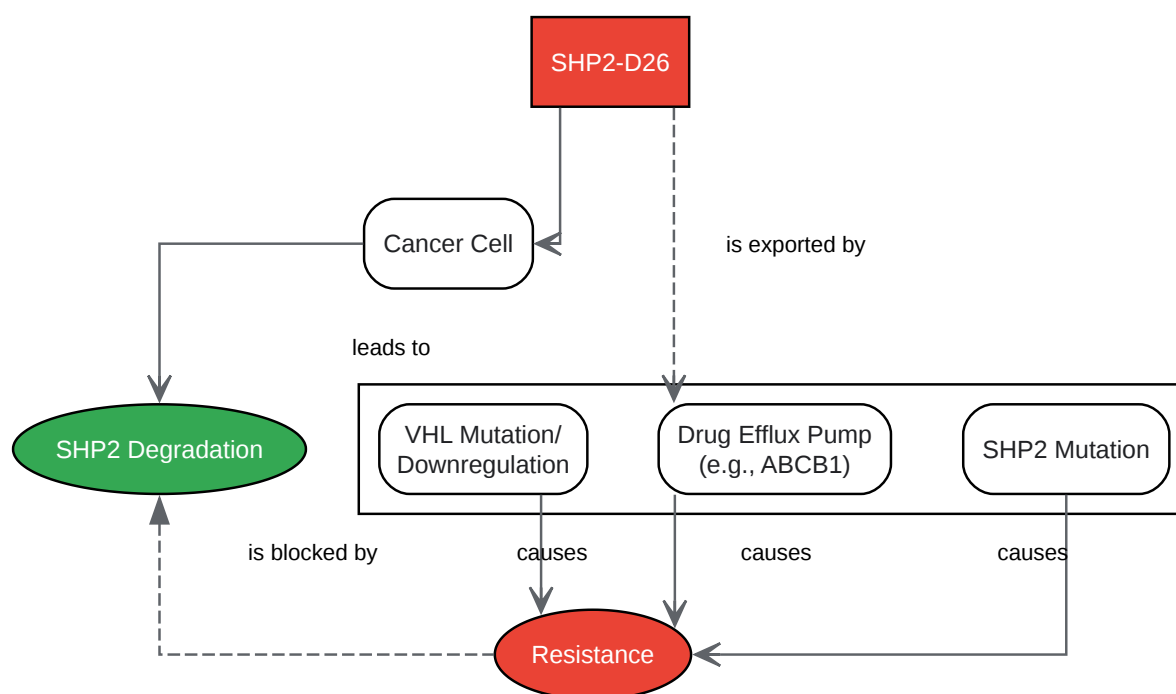 SHP2-D26
Cancer Cell
is exported by
leads to
VHL Mutation/
Downregulation
Drug Efflux Pump
(e.g., ABCB1)
SHP2 Mutation
SHP2 Degradation
is blocked by
causes
causes
causes
Resistance